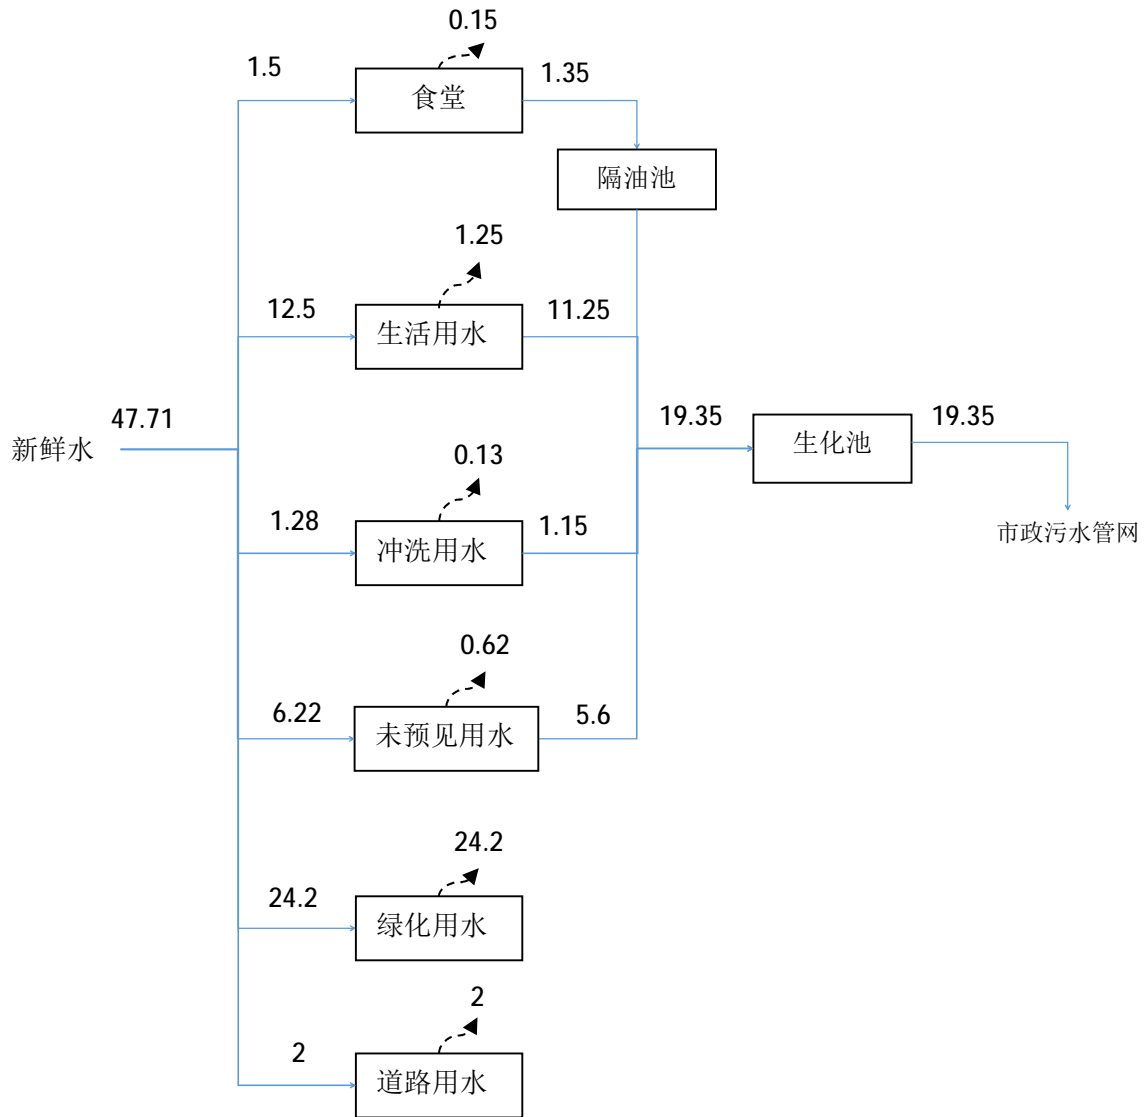 0.15
1.5
1.35
食堂
隔油池
1.25
12.5
11.25
生活用水
47.71
19.35
19.35
新鲜水
生化池
0.13
1.28
1.15
冲洗用水
市政污水管网
0.62
6.22
5.6
未预见用水
24.2
24.2
绿化用水
2
2
道路用水